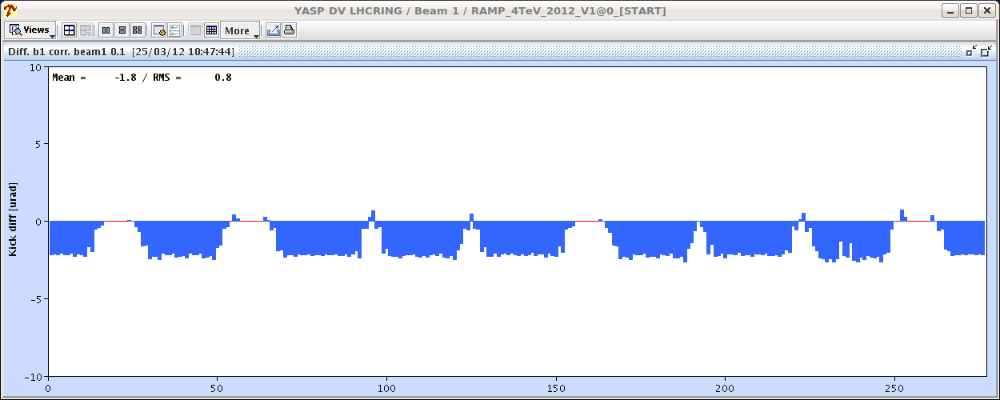 YASP DV LHCRING / Beam 1 / RAMP_4TeV_2012_V1@0_[START]
Views More
Diff. b1 corr. beam1 0.1 [25/03/12 10:47:44]
Mean = -1.8 / RMS = 0.8
Kick diff [urad]
10
5
0
-5
-10
0 50 100 150 200 250